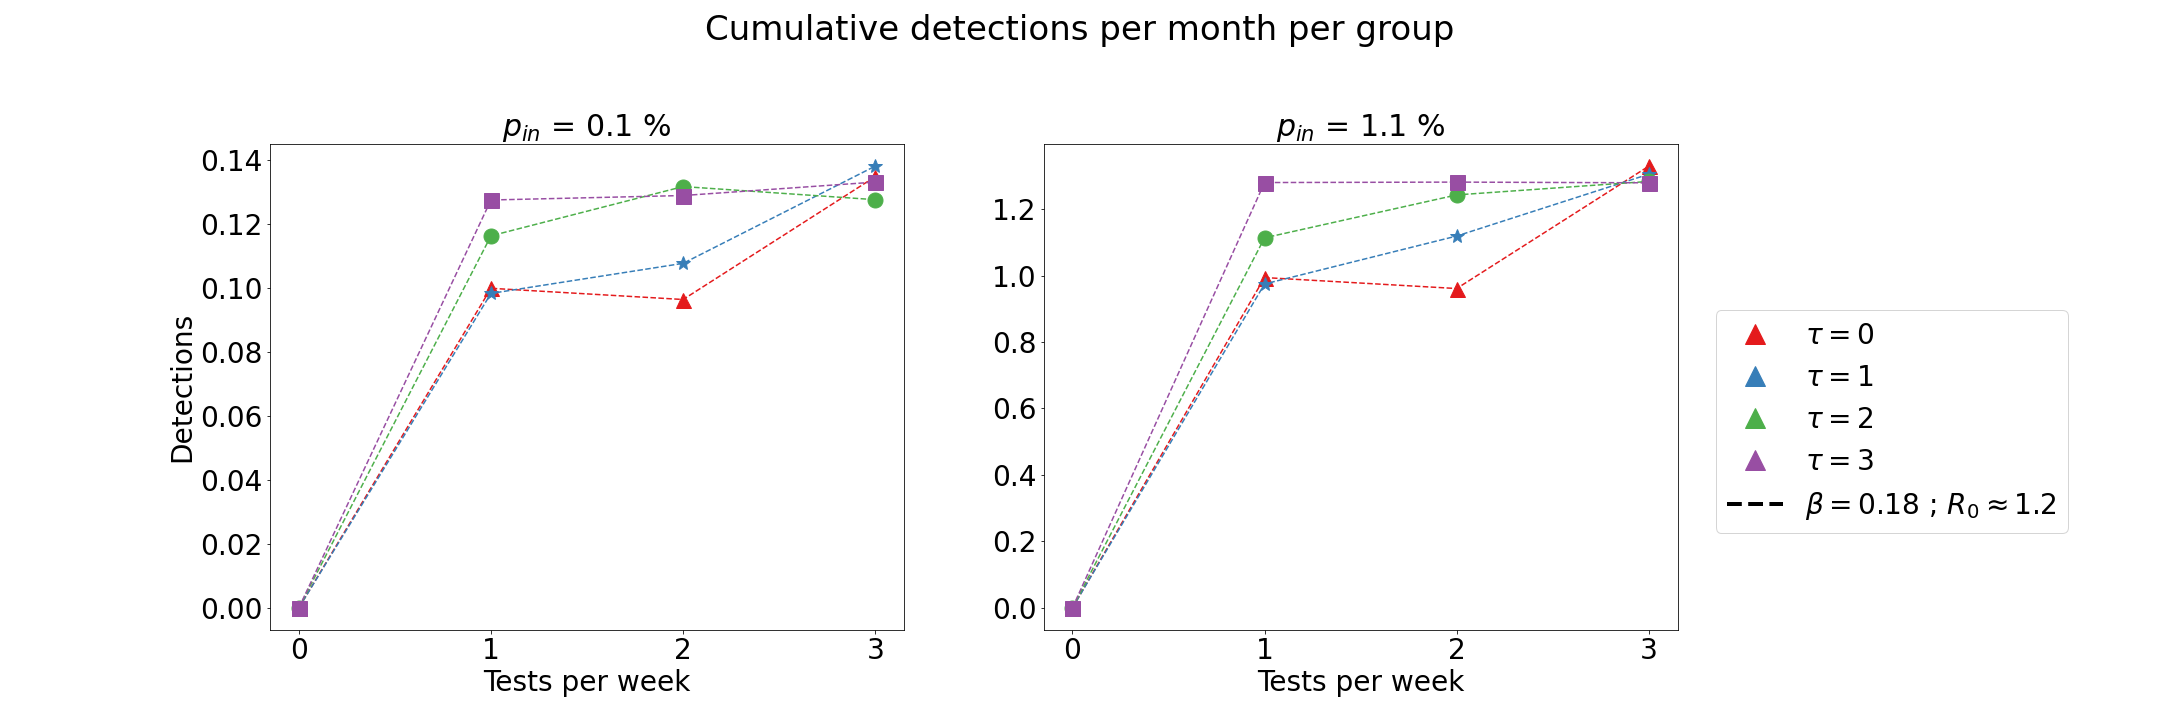 Cumulative detections per month per group
p_in = 0.1 %
0.14
0.12
0.10
0.08
0.06
0.04
0.02
0.00
Detections
0 1 2 3
Tests per week
p_in = 1.1 %
1.2
1.0
0.8
0.6
0.4
0.2
0.0
0 1 2 3
Tests per week
τ = 0
τ = 1
τ = 2
τ = 3
β = 0.18 ; R₀ ≈ 1.2